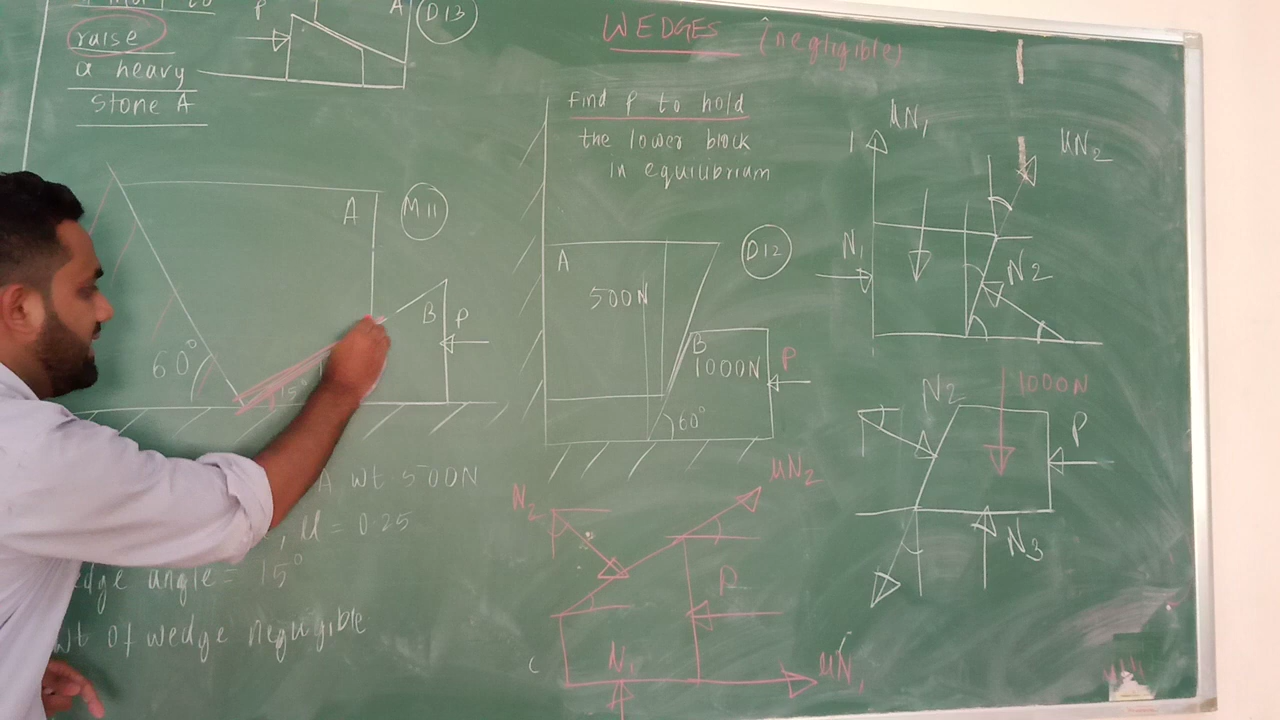 to
raise
a heavy
stone A
P
A
D13
WEDGES (negligible)
Find P to hold
the lower block
in equilibrium
A
M11
B
P
60°
15°
A wt 500N
, μ = 0.25
edge angle = 15°
wt of wedge negligible
A
500N
D12
B
1000N
P
60°
μN₁
μN₂
N₁
N₂
N₂
1000N
P
N₃
N₂
μN₂
P
N₁
μN₁